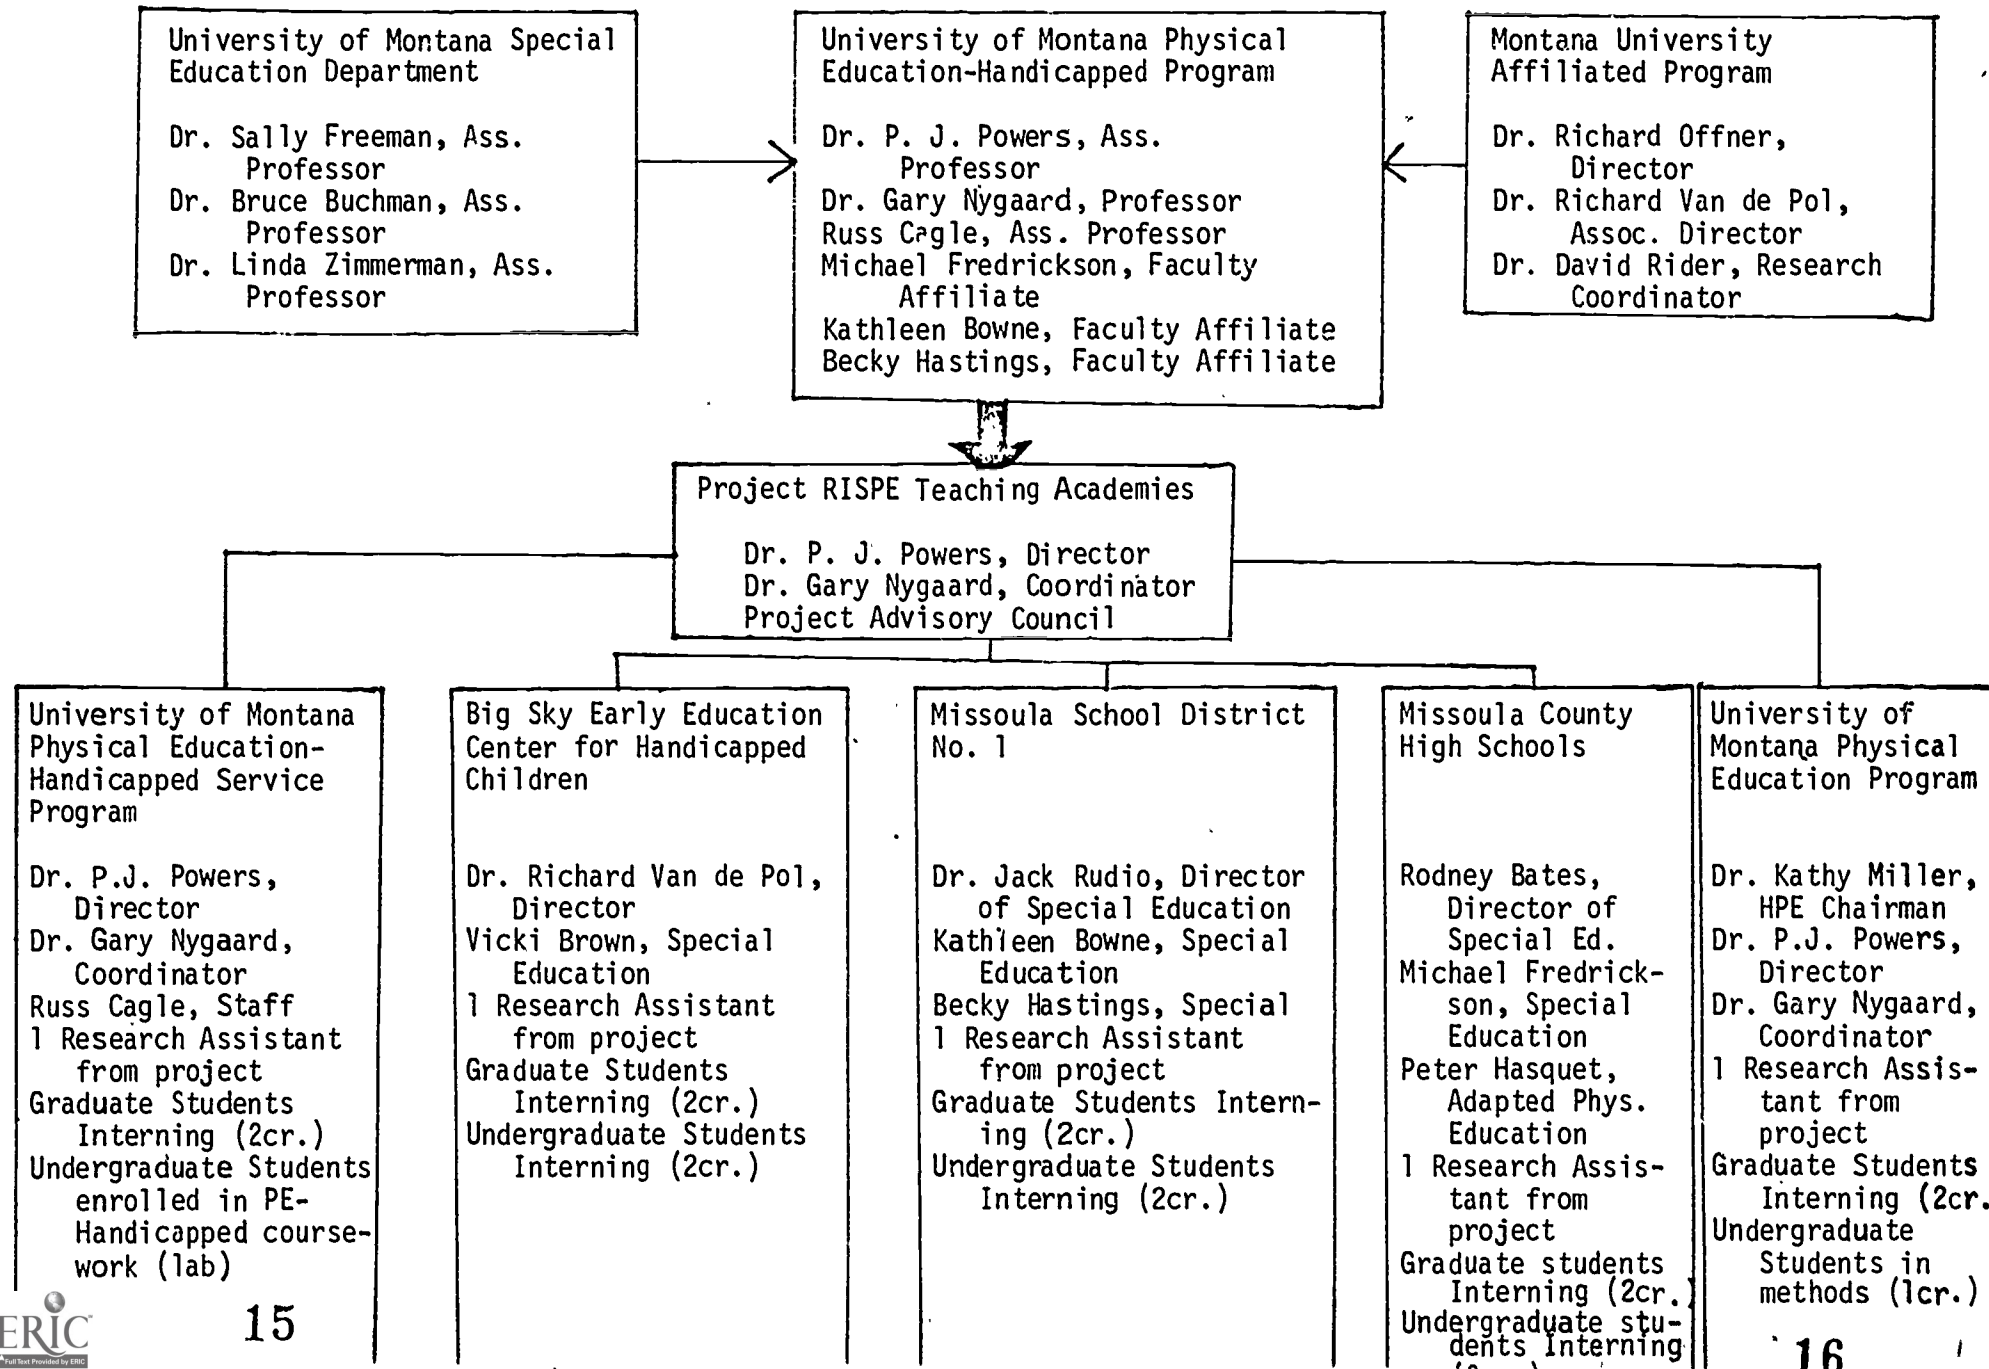 University of Montana Special
Education Department
Dr. Sally Freeman, Ass.
Professor
Dr. Bruce Buchman, Ass.
Professor
Dr. Linda Zimmerman, Ass.
Professor
University of Montana Physical
Education-Handicapped Program
Dr. P. J. Powers, Ass.
Professor
Dr. Gary Nygaard, Professor
Russ Cagle, Ass. Professor
Michael Fredrickson, Faculty
Affiliate
Kathleen Bowne, Faculty Affiliate
Becky Hastings, Faculty Affiliate
Montana University
Affiliated Program
Dr. Richard Offner,
Director
Dr. Richard Van de Pol,
Assoc. Director
Dr. David Rider, Research
Coordinator
Project RISPE Teaching Academies
Dr. P. J. Powers, Director
Dr. Gary Nygaard, Coordinator
Project Advisory Council
University of Montana
Physical Education-
Handicapped Service
Program
Dr. P.J. Powers,
Director
Dr. Gary Nygaard,
Coordinator
Russ Cagle, Staff
1 Research Assistant
from project
Graduate Students
Interning (2cr.)
Undergraduate Students
enrolled in PE-
Handicapped course-
work (lab)
Big Sky Early Education
Center for Handicapped
Children
Dr. Richard Van de Pol,
Director
Vicki Brown, Special
Education
1 Research Assistant
from project
Graduate Students
Interning (2cr.)
Undergraduate Students
Interning (2cr.)
Missoula School District
No. 1
Dr. Jack Rudio, Director
of Special Education
Kathleen Bowne, Special
Education
Becky Hastings, Special
1 Research Assistant
from project
Graduate Students Intern-
ing (2cr.)
Undergraduate Students
Interning (2cr.)
Missoula County
High Schools
Rodney Bates,
Director of
Special Ed.
Michael Fredrick-
son, Special
Education
Peter Hasquet,
Adapted Phys.
Education
1 Research Assis-
tant from
project
Graduate students
Interning (2cr.)
Undergraduate stu-
dents Interning
University of
Montana Physical
Education Program
Dr. Kathy Miller,
HPE Chairman
Dr. P.J. Powers,
Director
Dr. Gary Nygaard,
Coordinator
1 Research Assis-
tant from
project
Graduate Students
Interning (2cr.
Undergraduate
Students in
methods (1cr.)
ERIC
Full Text Provided by ERIC
15
16